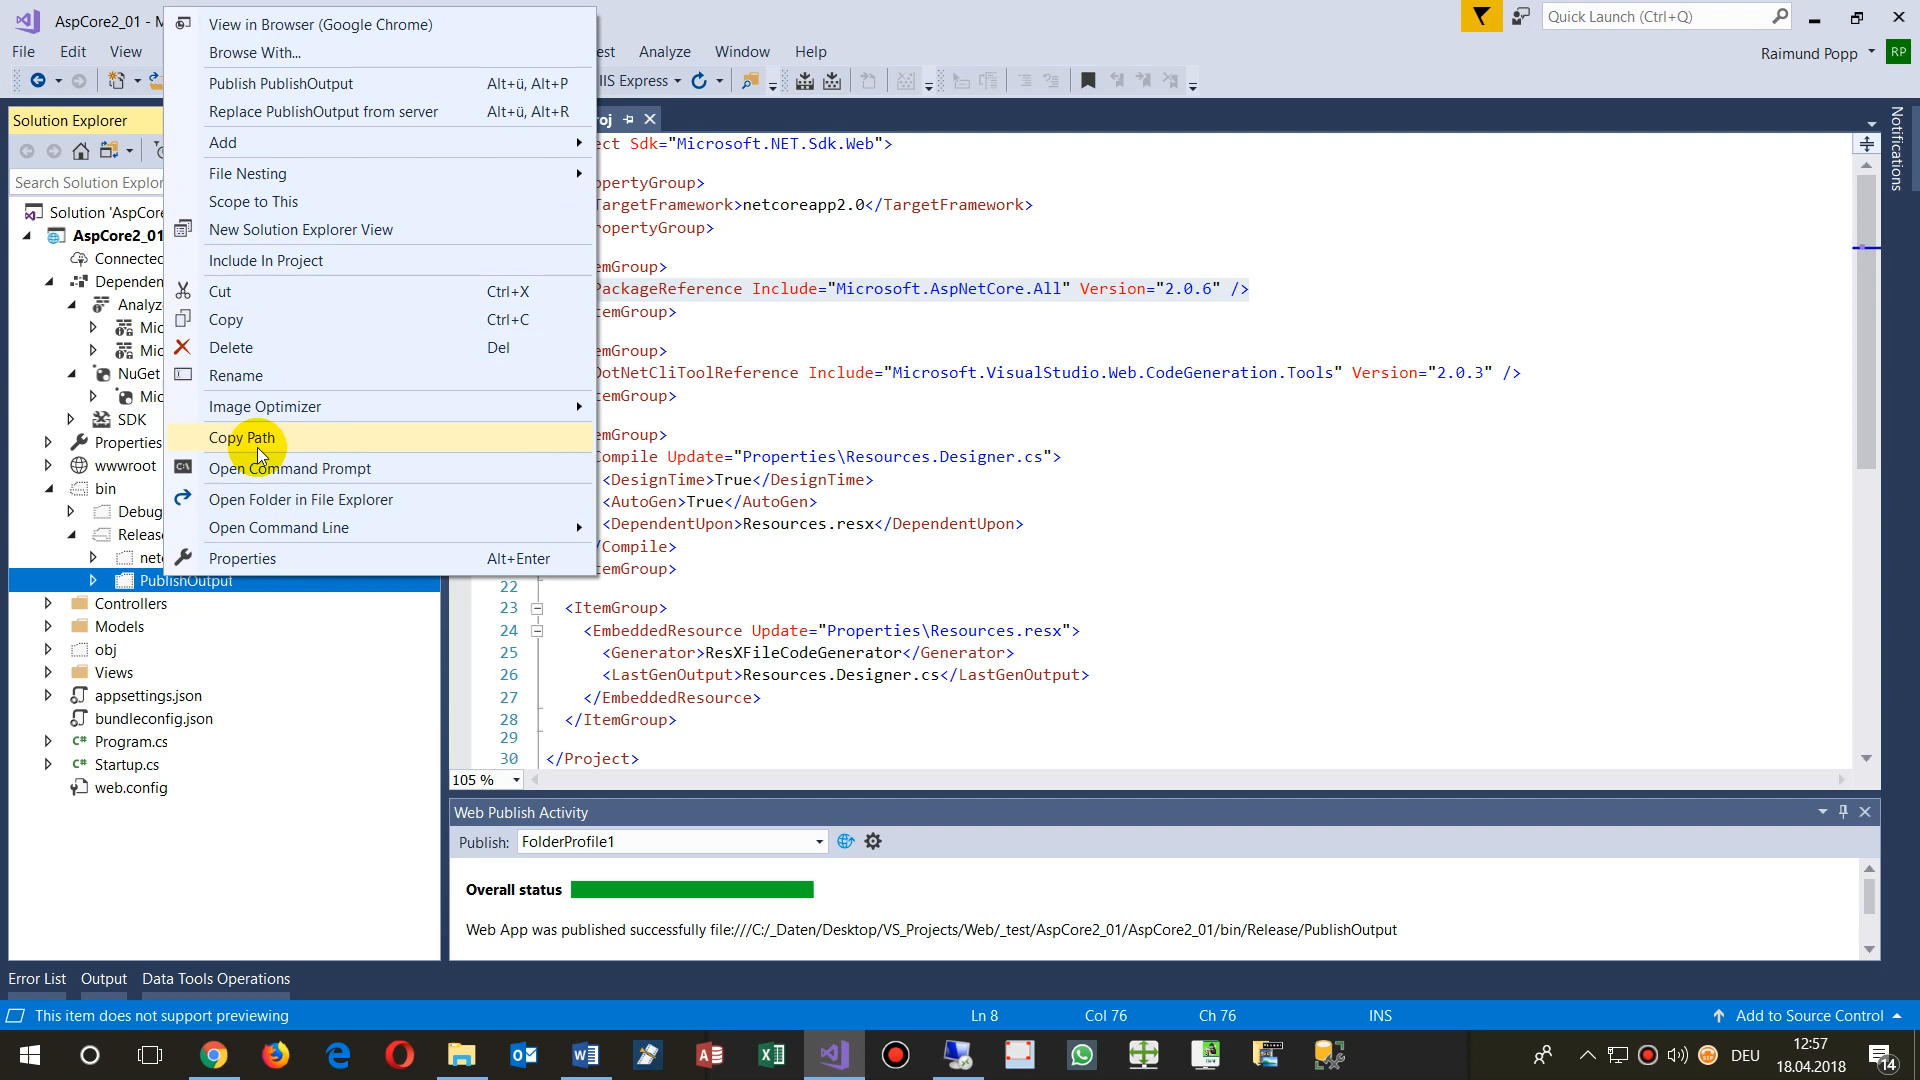 AspCore2_01 - M
Quick Launch (Ctrl+Q)
File Edit View
est Analyze Window Help
Raimund Popp RP
IIS Express
View in Browser (Google Chrome)
Browse With...
Publish PublishOutput Alt+ü, Alt+P
Replace PublishOutput from server Alt+ü, Alt+R
Add
File Nesting
Scope to This
New Solution Explorer View
Include In Project
Cut Ctrl+X
Copy Ctrl+C
Delete Del
Rename
Image Optimizer
Copy Path
Open Command Prompt
Open Folder in File Explorer
Open Command Line
Properties Alt+Enter
Solution Explorer
Search Solution Explor
Solution 'AspCore
AspCore2_01
Connected
Dependen
Analyz
Mic
Mic
NuGet
Mic
SDK
Properties
wwwroot
bin
Debug
Release
netc
PublishOutput
Controllers
Models
obj
Views
appsettings.json
bundleconfig.json
C# Program.cs
C# Startup.cs
web.config
oj
ect Sdk="Microsoft.NET.Sdk.Web">
opertyGroup>
TargetFramework>netcoreapp2.0</TargetFramework>
ropertyGroup>
emGroup>
PackageReference Include="Microsoft.AspNetCore.All" Version="2.0.6" />
temGroup>
emGroup>
DotNetCliToolReference Include="Microsoft.VisualStudio.Web.CodeGeneration.Tools" Version="2.0.3" />
temGroup>
emGroup>
Compile Update="Properties\Resources.Designer.cs">
<DesignTime>True</DesignTime>
<AutoGen>True</AutoGen>
<DependentUpon>Resources.resx</DependentUpon>
/Compile>
temGroup>
22
23 <ItemGroup>
24 <EmbeddedResource Update="Properties\Resources.resx">
25 <Generator>ResXFileCodeGenerator</Generator>
26 <LastGenOutput>Resources.Designer.cs</LastGenOutput>
27 </EmbeddedResource>
28 </ItemGroup>
29
30 </Project>
105 %
Notifications
Web Publish Activity
Publish: FolderProfile1
Overall status
Web App was published successfully file:///C:/_Daten/Desktop/VS_Projects/Web/_test/AspCore2_01/AspCore2_01/bin/Release/PublishOutput
Error List Output Data Tools Operations
This item does not support previewing Ln 8 Col 76 Ch 76 INS Add to Source Control
DEU
12:57
18.04.2018
14